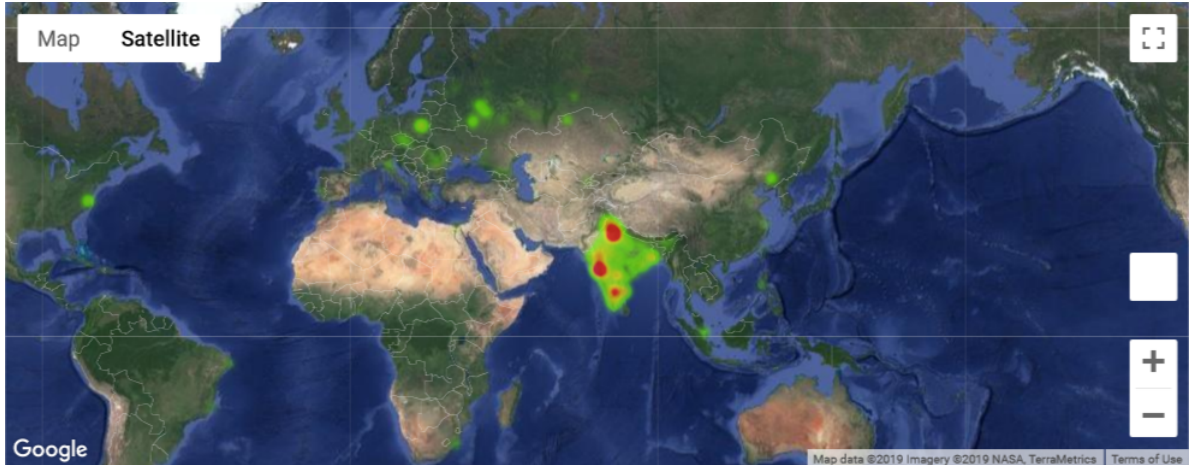 Map Satellite
+
−
Google
Map data ©2019 Imagery ©2019 NASA, TerraMetrics Terms of Use